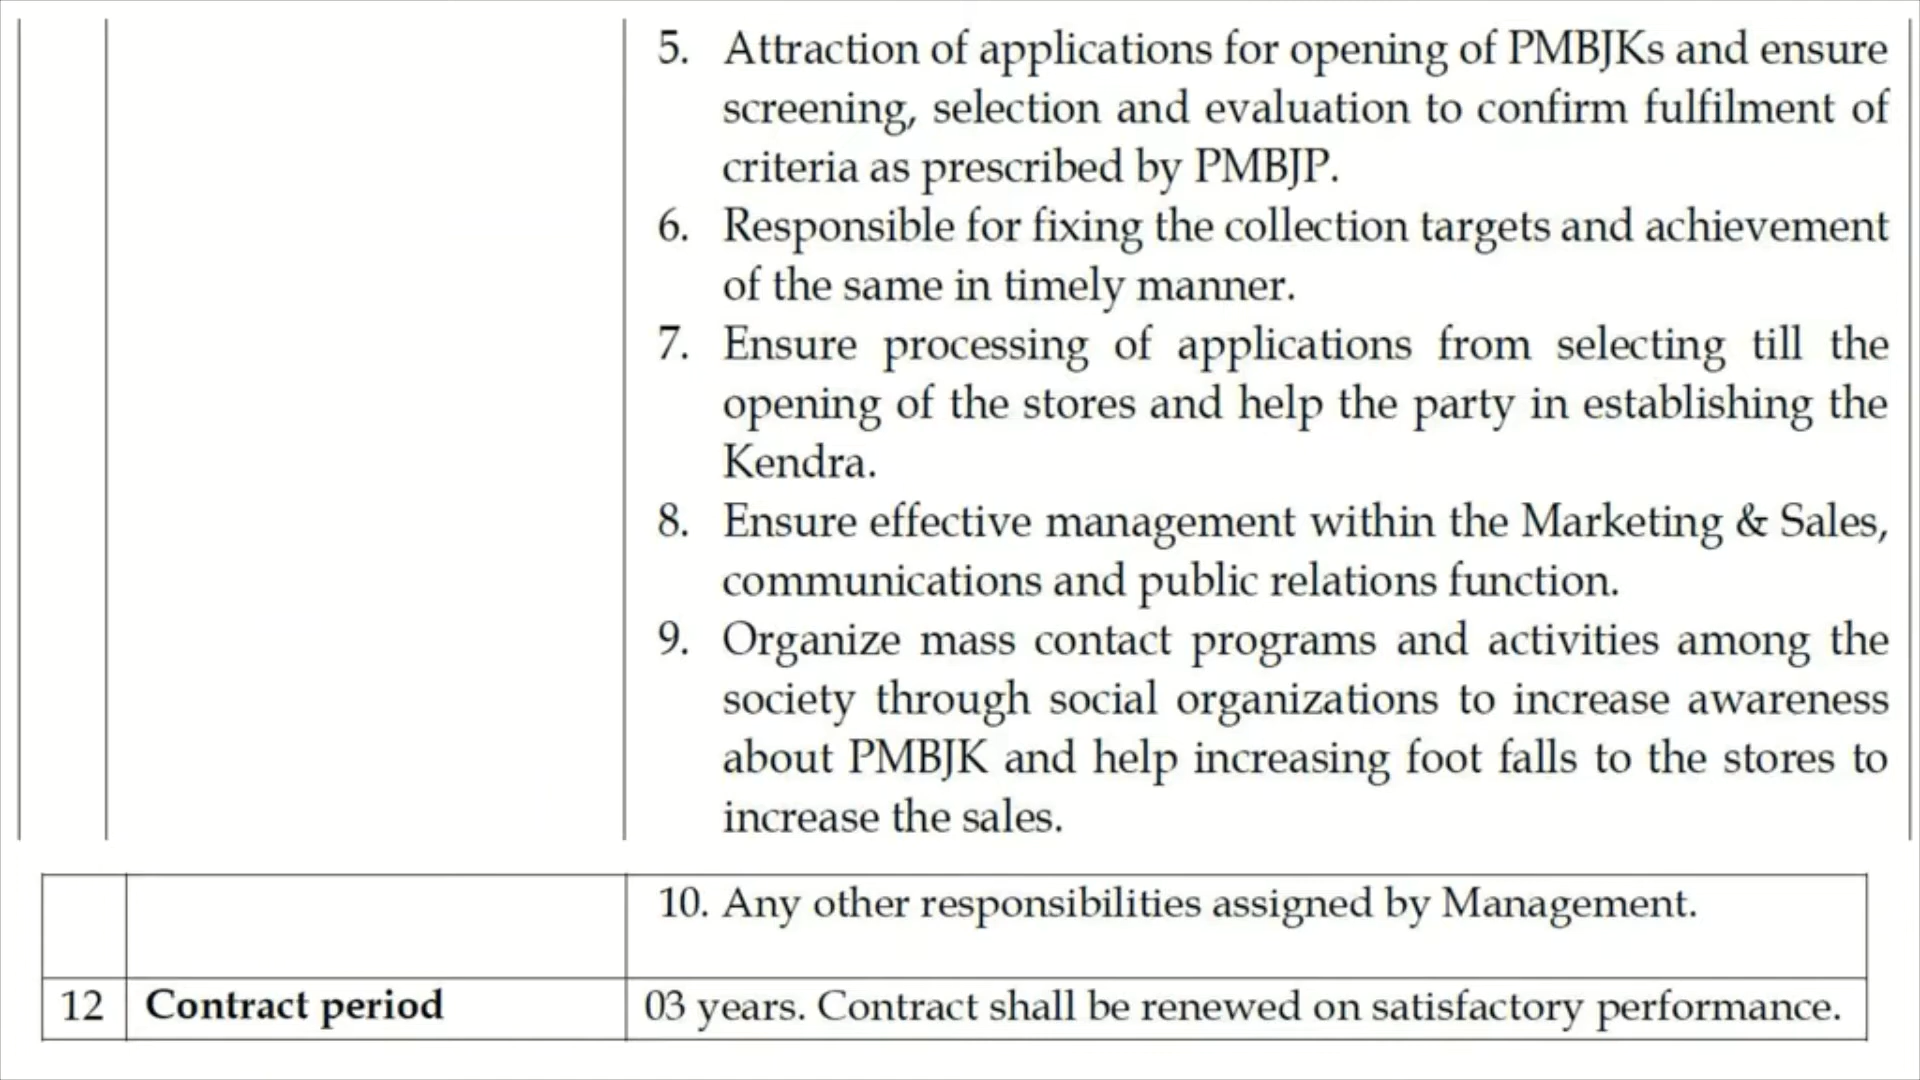 5. Attraction of applications for opening of PMBJKs and ensure
screening, selection and evaluation to confirm fulfilment of
criteria as prescribed by PMBJP.
6. Responsible for fixing the collection targets and achievement
of the same in timely manner.
7. Ensure processing of applications from selecting till the
opening of the stores and help the party in establishing the
Kendra.
8. Ensure effective management within the Marketing & Sales,
communications and public relations function.
9. Organize mass contact programs and activities among the
society through social organizations to increase awareness
about PMBJK and help increasing foot falls to the stores to
increase the sales.
10. Any other responsibilities assigned by Management.
12 Contract period 03 years. Contract shall be renewed on satisfactory performance.